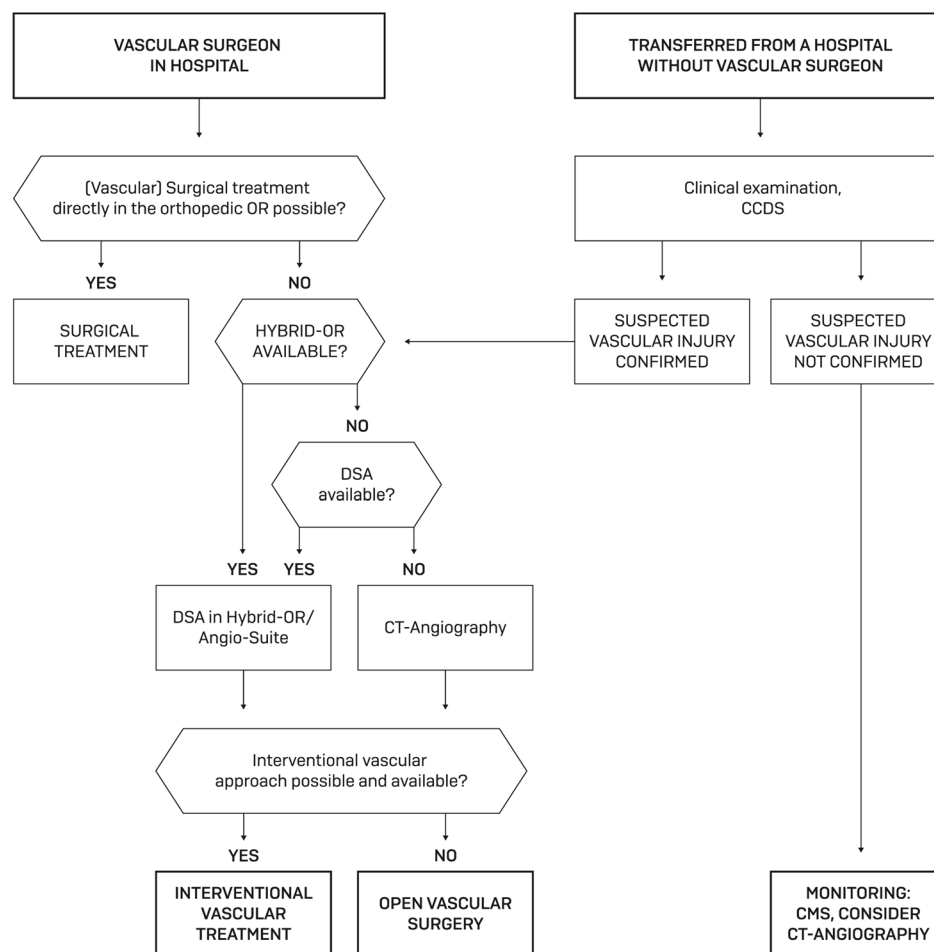 VASCULAR SURGEON
IN HOSPITAL
TRANSFERRED FROM A HOSPITAL
WITHOUT VASCULAR SURGEON
(Vascular) Surgical treatment
directly in the orthopedic OR possible?
Clinical examination,
CCDS
YES
NO
SURGICAL
TREATMENT
HYBRID-OR
AVAILABLE?
SUSPECTED
VASCULAR INJURY
CONFIRMED
SUSPECTED
VASCULAR INJURY
NOT CONFIRMED
NO
DSA
available?
YES
YES
NO
DSA in Hybrid-OR/
Angio-Suite
CT-Angiography
Interventional vascular
approach possible and available?
YES
NO
INTERVENTIONAL
VASCULAR
TREATMENT
OPEN VASCULAR
SURGERY
MONITORING:
CMS, CONSIDER
CT-ANGIOGRAPHY